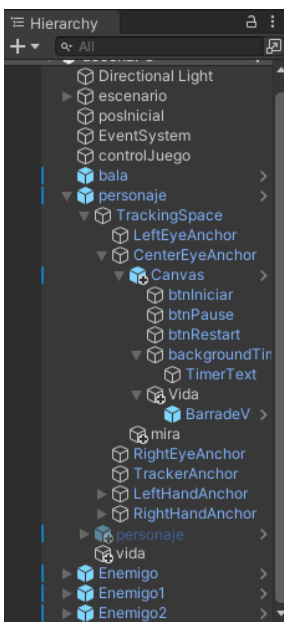 Hierarchy
All
Directional Light
escenario
posInicial
EventSystem
controlJuego
bala
personaje
TrackingSpace
LeftEyeAnchor
CenterEyeAnchor
Canvas
btnIniciar
btnPause
btnRestart
backgroundTin
TimerText
Vida
BarradeV
mira
RightEyeAnchor
TrackerAnchor
LeftHandAnchor
RightHandAnchor
personaje
vida
Enemigo
Enemigo1
Enemigo2